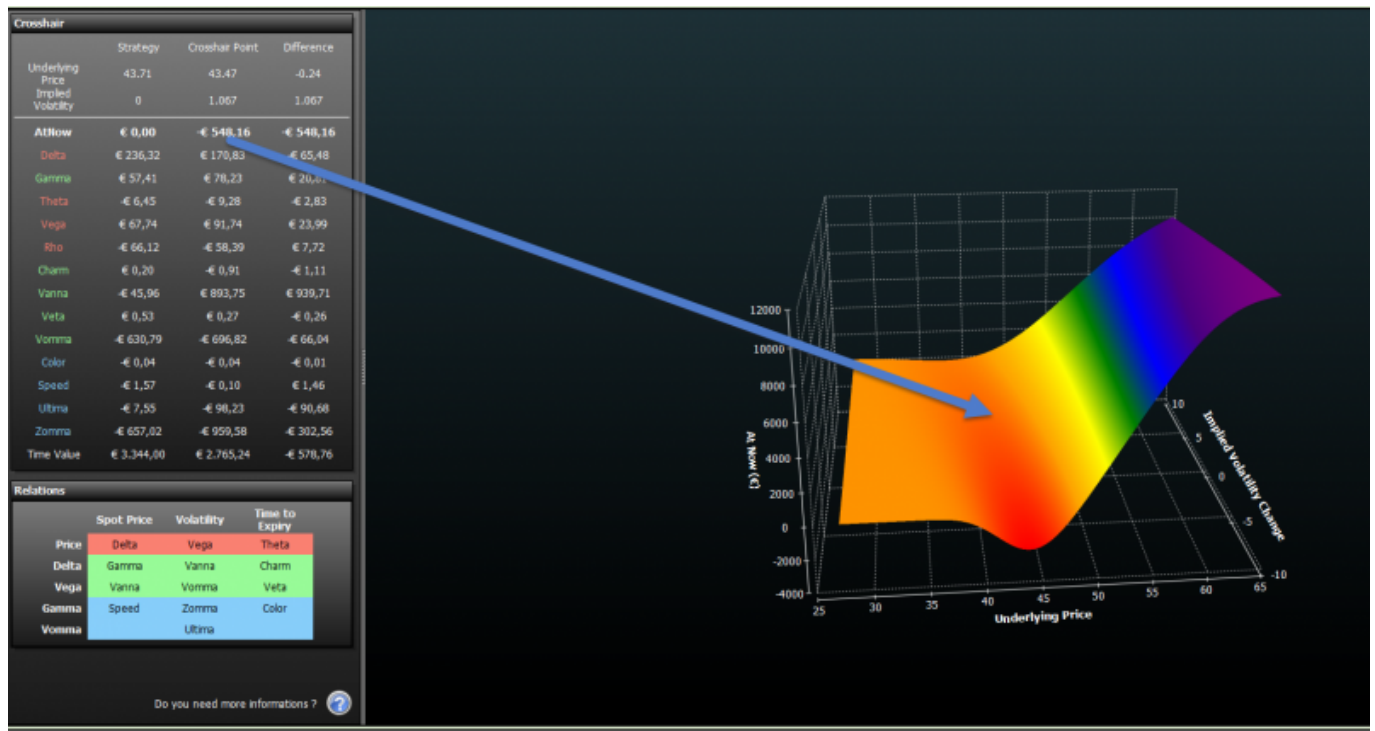 Crosshair
Strategy Crosshair Point Difference
Underlying Price 43.71 43.47 -0.24
Implied Volatility 0 1.067 1.067
AtNow € 0,00 -€ 548,16 -€ 548,16
Delta € 236,32 € 170,83 -€ 65,48
Gamma € 57,41 € 78,23 € 20,81
Theta -€ 6,45 -€ 9,28 -€ 2,83
Vega € 67,74 € 91,74 € 23,99
Rho -€ 66,12 -€ 58,39 € 7,72
Charm € 0,20 -€ 0,91 -€ 1,11
Vanna -€ 45,96 € 893,75 € 939,71
Veta € 0,53 € 0,27 -€ 0,26
Vomma -€ 630,79 -€ 696,82 -€ 66,04
Color -€ 0,04 -€ 0,04 -€ 0,01
Speed -€ 1,57 -€ 0,10 € 1,46
Ultima -€ 7,55 -€ 98,23 -€ 90,68
Zomma -€ 657,02 -€ 959,58 -€ 302,56
Time Value € 3.344,00 € 2.765,24 -€ 578,76
Relations
Spot Price Volatility Time to Expiry
Price Delta Vega Theta
Delta Gamma Vanna Charm
Vega Vanna Vomma Veta
Gamma Speed Zomma Color
Vomma Ultima
Do you need more informations ? ?
12000
10000
8000
6000
4000
2000
0
-2000
-4000
At Now (€)
25 30 35 40 45 50 55 60 65
Underlying Price
10
5
0
-5
-10
Implied Volatility Change